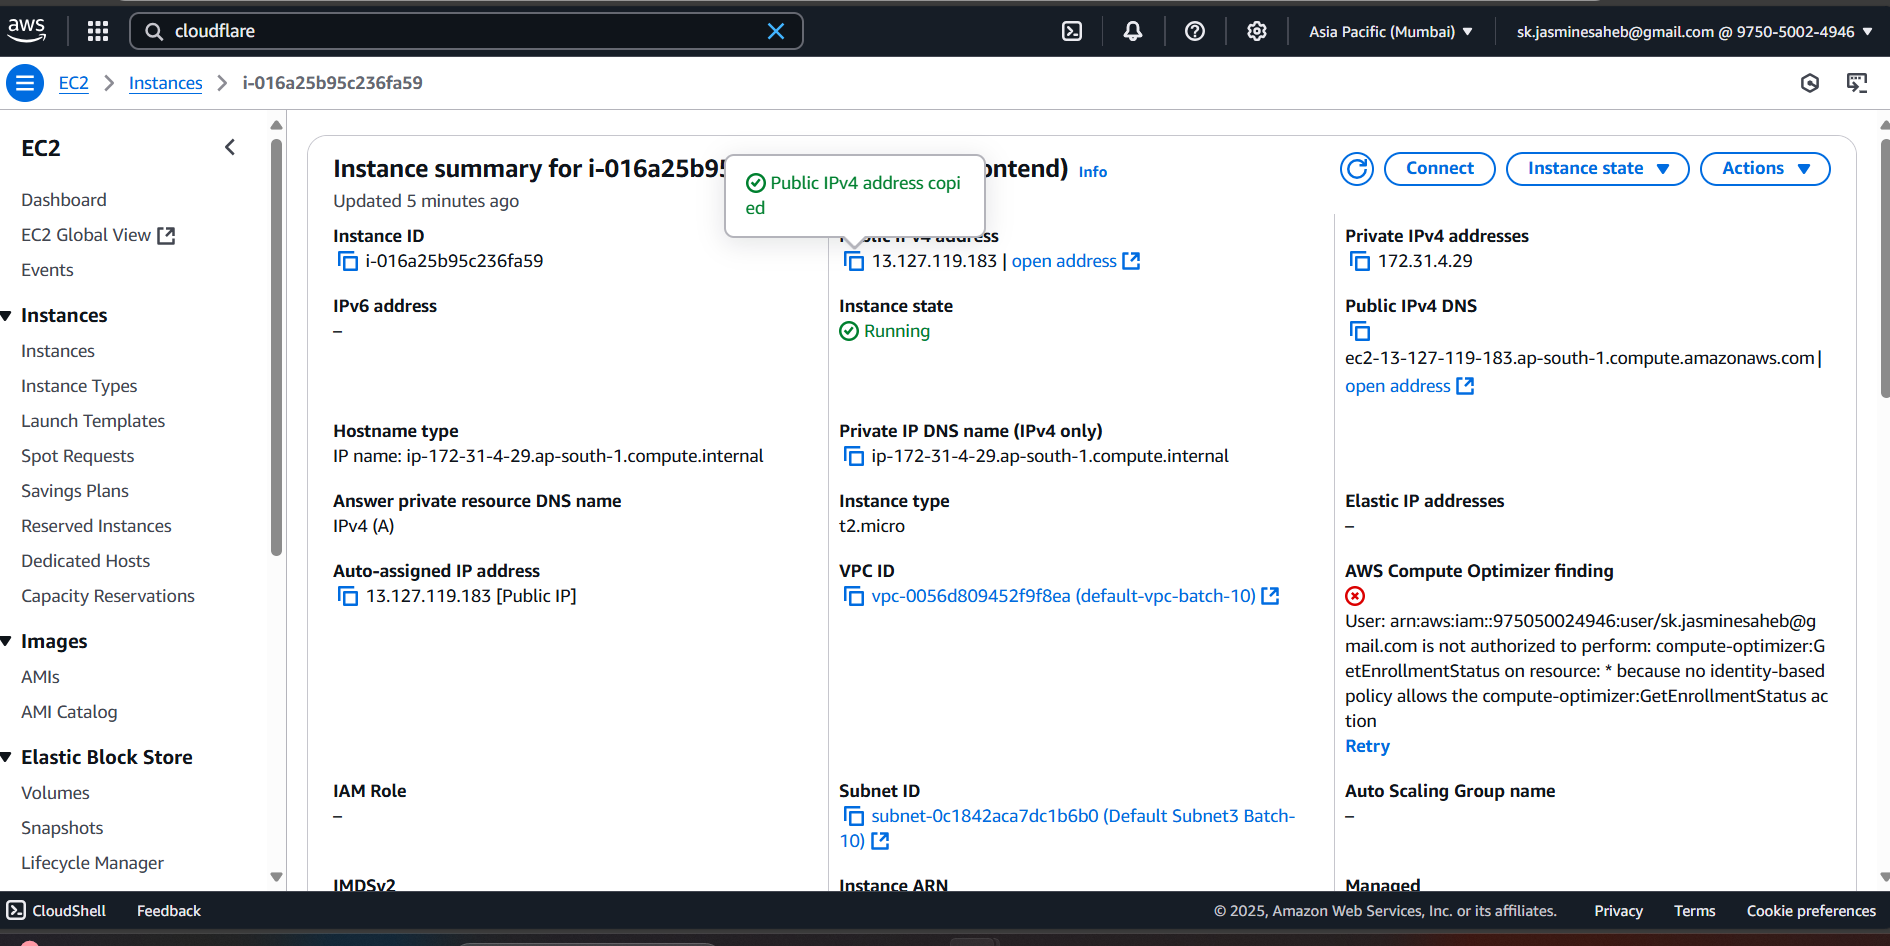 aws
cloudflare
Asia Pacific (Mumbai)
sk.jasminesaheb@gmail.com @ 9750-5002-4946
EC2
Instances
i-016a25b95c236fa59
EC2
Dashboard
EC2 Global View
Events
Instances
Instances
Instance Types
Launch Templates
Spot Requests
Savings Plans
Reserved Instances
Dedicated Hosts
Capacity Reservations
Images
AMIs
AMI Catalog
Elastic Block Store
Volumes
Snapshots
Lifecycle Manager
Instance summary for i-016a25b95 ontend) Info
Updated 5 minutes ago
Connect
Instance state
Actions
Public IPv4 address copi
ed
Instance ID
i-016a25b95c236fa59
Public IPv4 address
13.127.119.183 | open address
Private IPv4 addresses
172.31.4.29
IPv6 address
–
Instance state
Running
Public IPv4 DNS
ec2-13-127-119-183.ap-south-1.compute.amazonaws.com |
open address
Hostname type
IP name: ip-172-31-4-29.ap-south-1.compute.internal
Private IP DNS name (IPv4 only)
ip-172-31-4-29.ap-south-1.compute.internal
Answer private resource DNS name
IPv4 (A)
Instance type
t2.micro
Elastic IP addresses
–
Auto-assigned IP address
13.127.119.183 [Public IP]
VPC ID
vpc-0056d809452f9f8ea (default-vpc-batch-10)
AWS Compute Optimizer finding
User: arn:aws:iam::975050024946:user/sk.jasminesaheb@g
mail.com is not authorized to perform: compute-optimizer:G
etEnrollmentStatus on resource: * because no identity-based
policy allows the compute-optimizer:GetEnrollmentStatus ac
tion
Retry
IAM Role
–
Subnet ID
subnet-0c1842aca7dc1b6b0 (Default Subnet3 Batch-
10)
Auto Scaling Group name
–
IMDSv2
Instance ARN
Managed
CloudShell
Feedback
© 2025, Amazon Web Services, Inc. or its affiliates.
Privacy
Terms
Cookie preferences